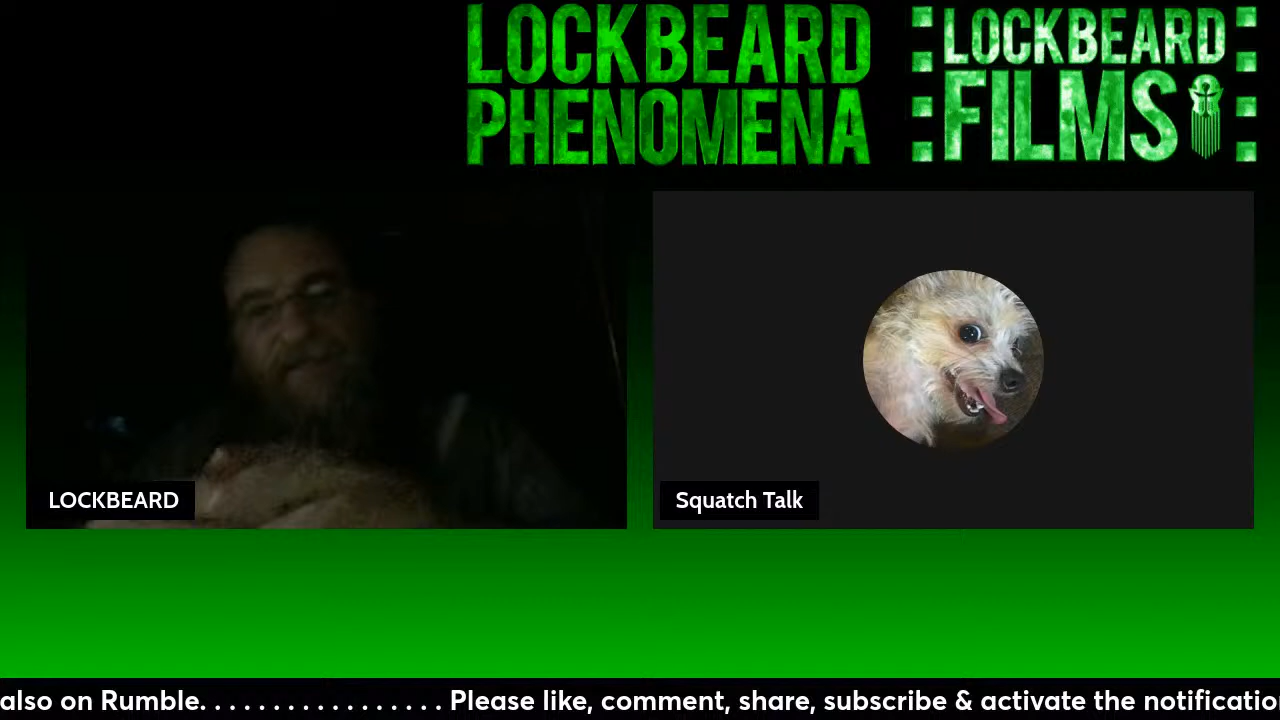 LOCKBEARD
PHENOMENA
LOCKBEARD
FILMS
LOCKBEARD
Squatch Talk
also on Rumble. . . . . . . . . . . . . . . . . Please like, comment, share, subscribe & activate the notificatio